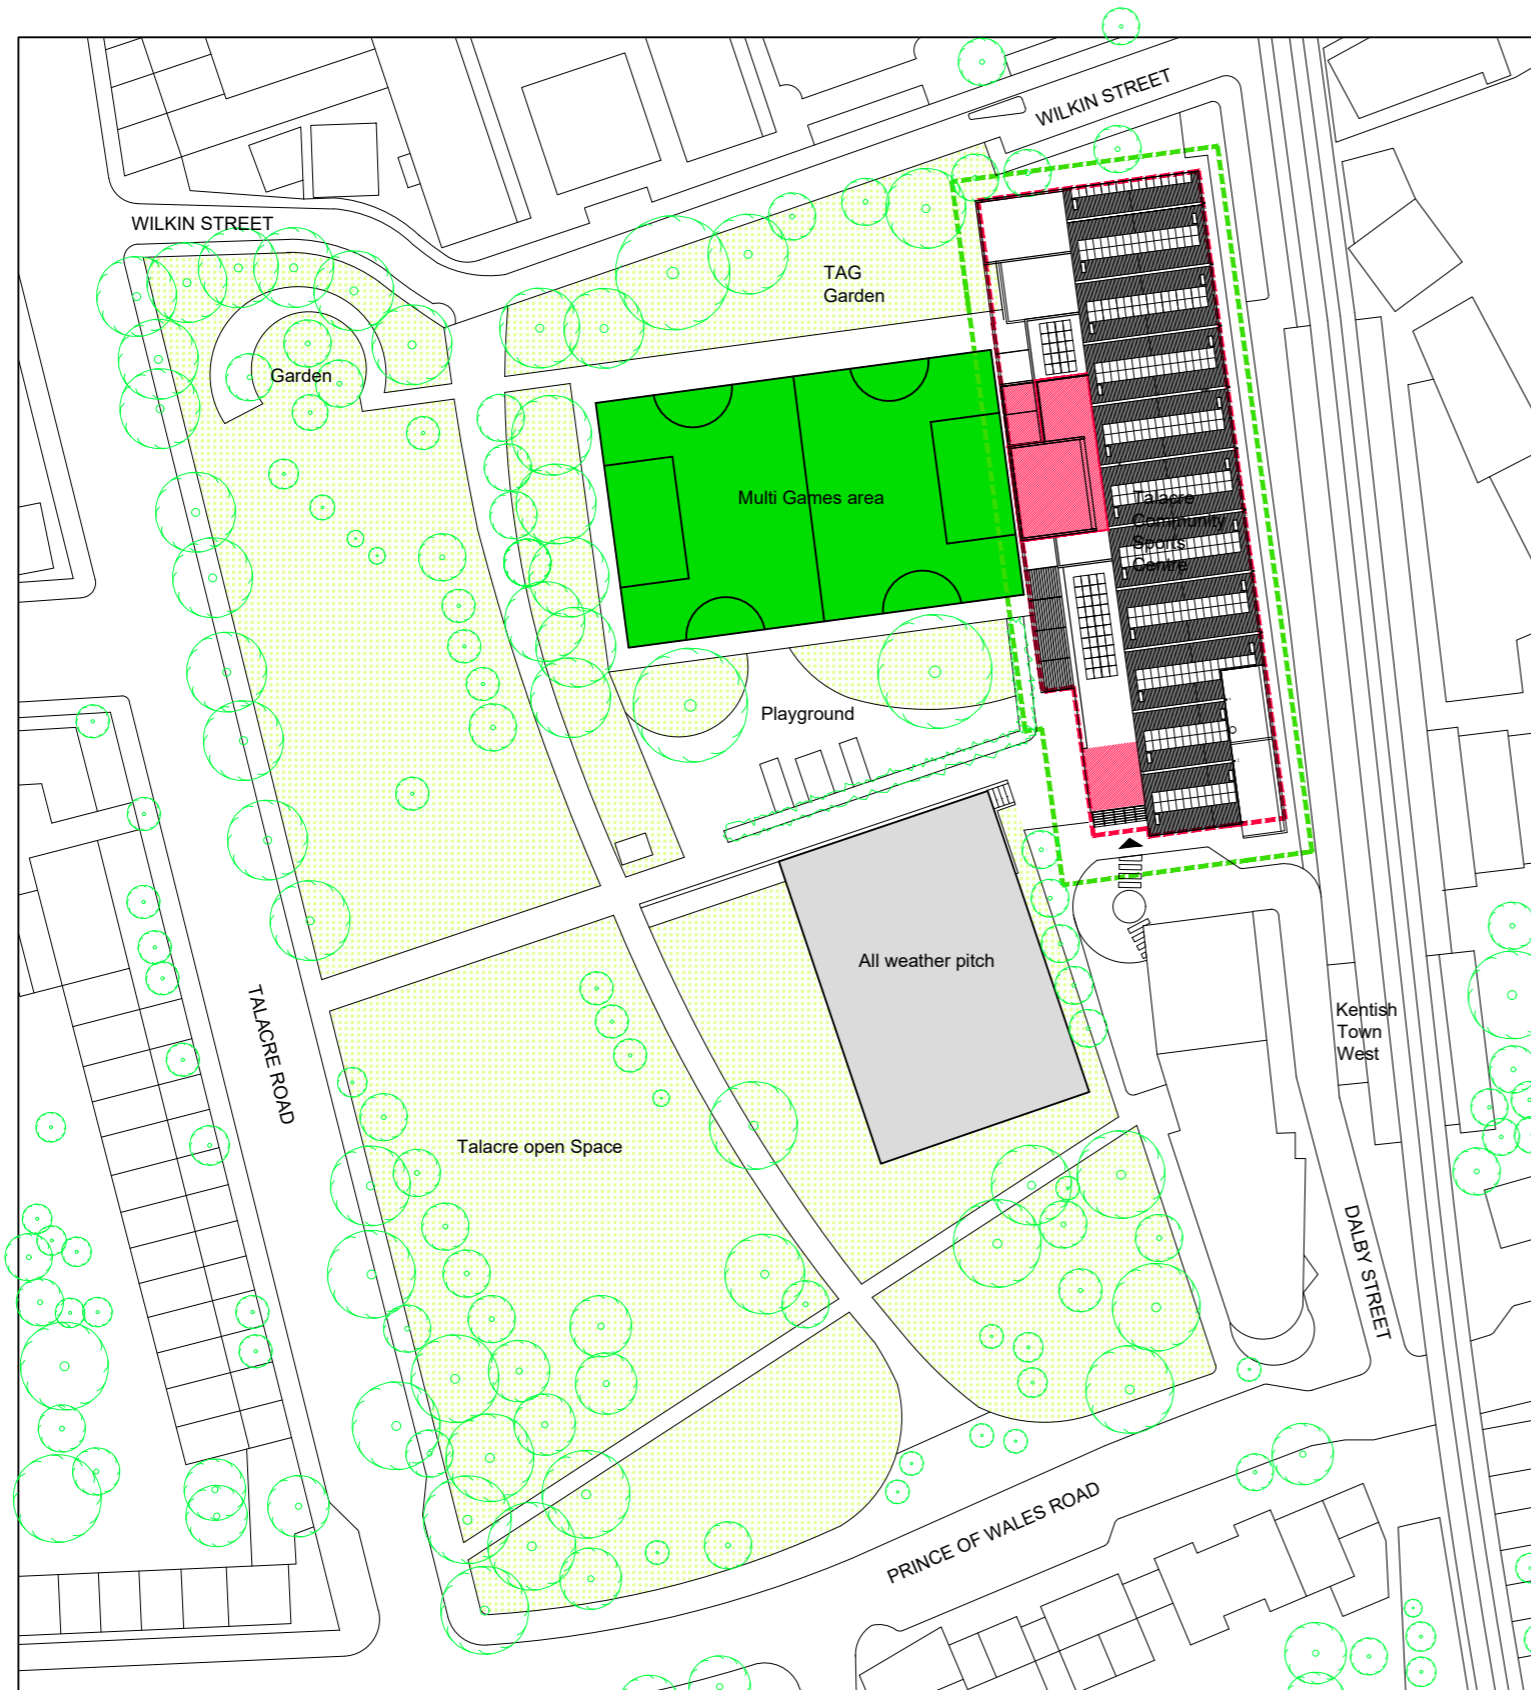 WILKIN STREET
WILKIN STREET
TAG
Garden
Garden
Multi Games area
Talacre
Community
Sports
Centre
Playground
All weather pitch
TALACRE ROAD
Kentish
Town
West
Talacre open Space
DALBY STREET
PRINCE OF WALES ROAD